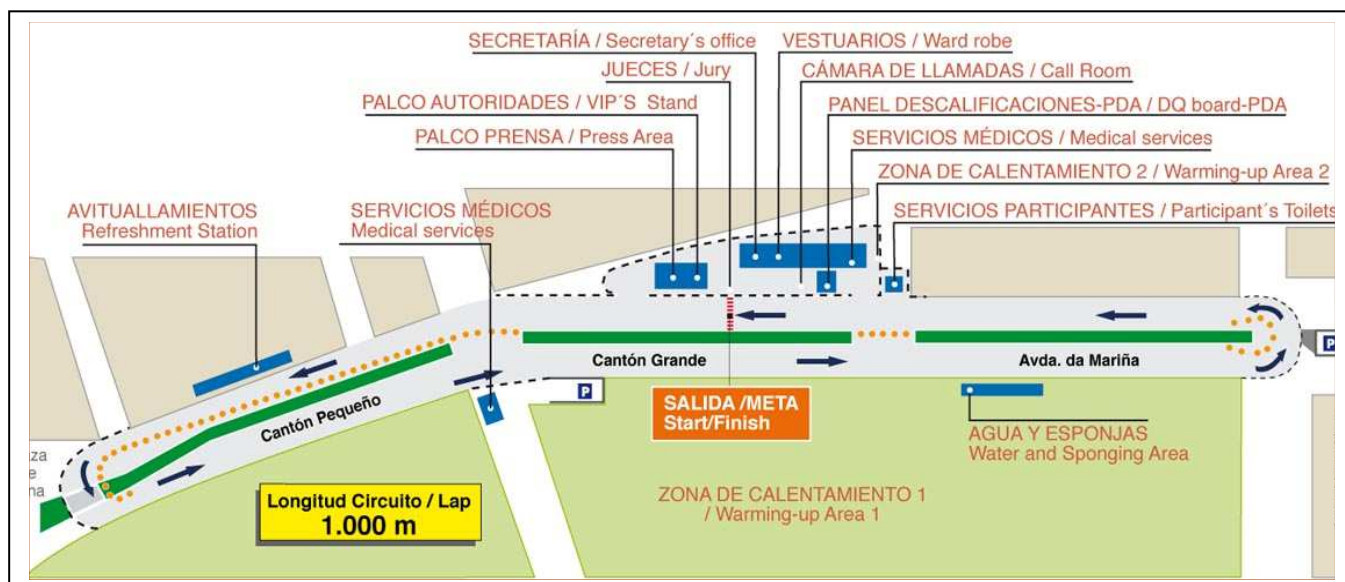 SECRETARÍA / Secretary´s office
VESTUARIOS / Ward robe
JUECES / Jury
CÁMARA DE LLAMADAS / Call Room
PALCO AUTORIDADES / VIP´S Stand
PANEL DESCALIFICACIONES-PDA / DQ board-PDA
PALCO PRENSA / Press Area
SERVICIOS MÉDICOS / Medical services
ZONA DE CALENTAMIENTO 2 / Warming-up Area 2
AVITUALLAMIENTOS
Refreshment Station
SERVICIOS MÉDICOS
Medical services
SERVICIOS PARTICIPANTES / Participant´s Toilets
Cantón Grande
Avda. da Mariña
P
P
Cantón Pequeño
SALIDA /META
Start/Finish
AGUA Y ESPONJAS
Water and Sponging Area
Longitud Circuito / Lap
1.000 m
ZONA DE CALENTAMIENTO 1
/ Warming-up Area 1